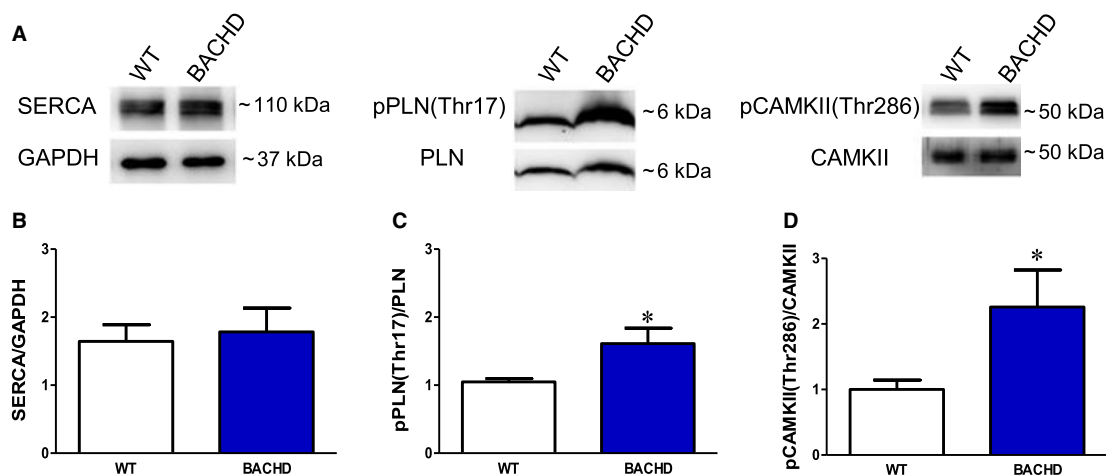 A
WT BACHD
SERCA ~110 kDa
GAPDH ~37 kDa
WT BACHD
pPLN(Thr17) ~6 kDa
PLN ~6 kDa
WT BACHD
pCAMKII(Thr286) ~50 kDa
CAMKII ~50 kDa
B
SERCA/GAPDH
3
2
1
0
WT BACHD
C
pPLN(Thr17)/PLN
3
2
1
0
*
WT BACHD
D
pCAMKII(Thr286)/CAMKII
3
2
1
0
*
WT BACHD